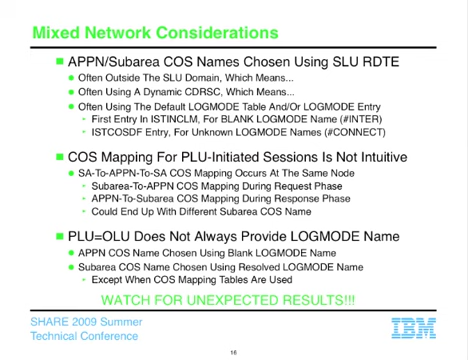 Mixed Network Considerations
APPN/Subarea COS Names Chosen Using SLU RDTE
Often Outside The SLU Domain, Which Means...
Often Using A Dynamic CDRSC, Which Means...
Often Using The Default LOGMODE Table And/Or LOGMODE Entry
First Entry In ISTINCLM, For BLANK LOGMODE Name (#INTER)
ISTCOSDF Entry, For Unknown LOGMODE Names (#CONNECT)
COS Mapping For PLU-Initiated Sessions Is Not Intuitive
SA-To-APPN-To-SA COS Mapping Occurs At The Same Node
Subarea-To-APPN COS Mapping During Request Phase
APPN-To-Subarea COS Mapping During Response Phase
Could End Up With Different Subarea COS Name
PLU=OLU Does Not Always Provide LOGMODE Name
APPN COS Name Chosen Using Blank LOGMODE Name
Subarea COS Name Chosen Using Resolved LOGMODE Name
Except When COS Mapping Tables Are Used
WATCH FOR UNEXPECTED RESULTS!!!
SHARE 2009 Summer
Technical Conference
IBM
16